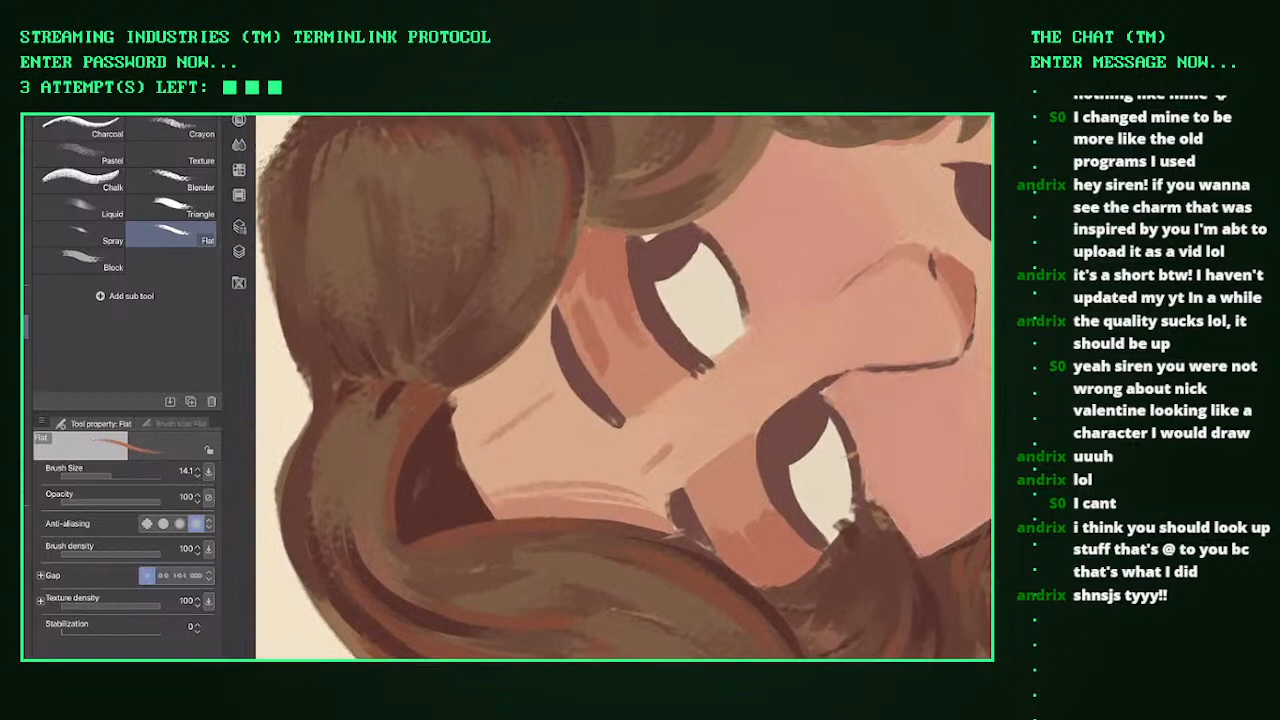 STREAMING INDUSTRIES (TM) TERMINLINK PROTOCOL
ENTER PASSWORD NOW...
3 ATTEMPT(S) LEFT:
THE CHAT (TM)
ENTER MESSAGE NOW...
Charcoal Crayon
Pastel Texture
Chalk Blender
Liquid Triangle
Spray Flat
Block
Add sub tool
Tool property: Flat Brush size: Flat
Flat
Brush Size 14.1
Opacity 100
Anti-aliasing
Brush density 100
Gap
Texture density 100
Stabilization 0
nothing like mine
S0 I changed mine to be
more like the old
programs I used
andrix hey siren! if you wanna
see the charm that was
inspired by you I'm abt to
upload it as a vid lol
andrix it's a short btw! I haven't
updated my yt In a while
andrix the quality sucks lol, it
should be up
S0 yeah siren you were not
wrong about nick
valentine looking like a
character I would draw
andrix uuuh
andrix lol
S0 I cant
andrix i think you should look up
stuff that's @ to you bc
that's what I did
andrix shnsjs tyyy!!